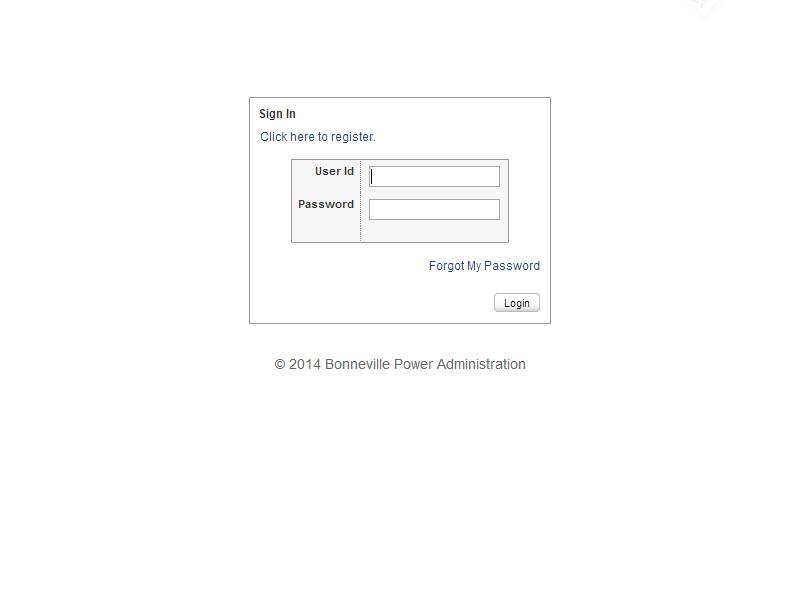 Sign In
Click here to register.
User Id
Password
Forgot My Password
Login
© 2014 Bonneville Power Administration